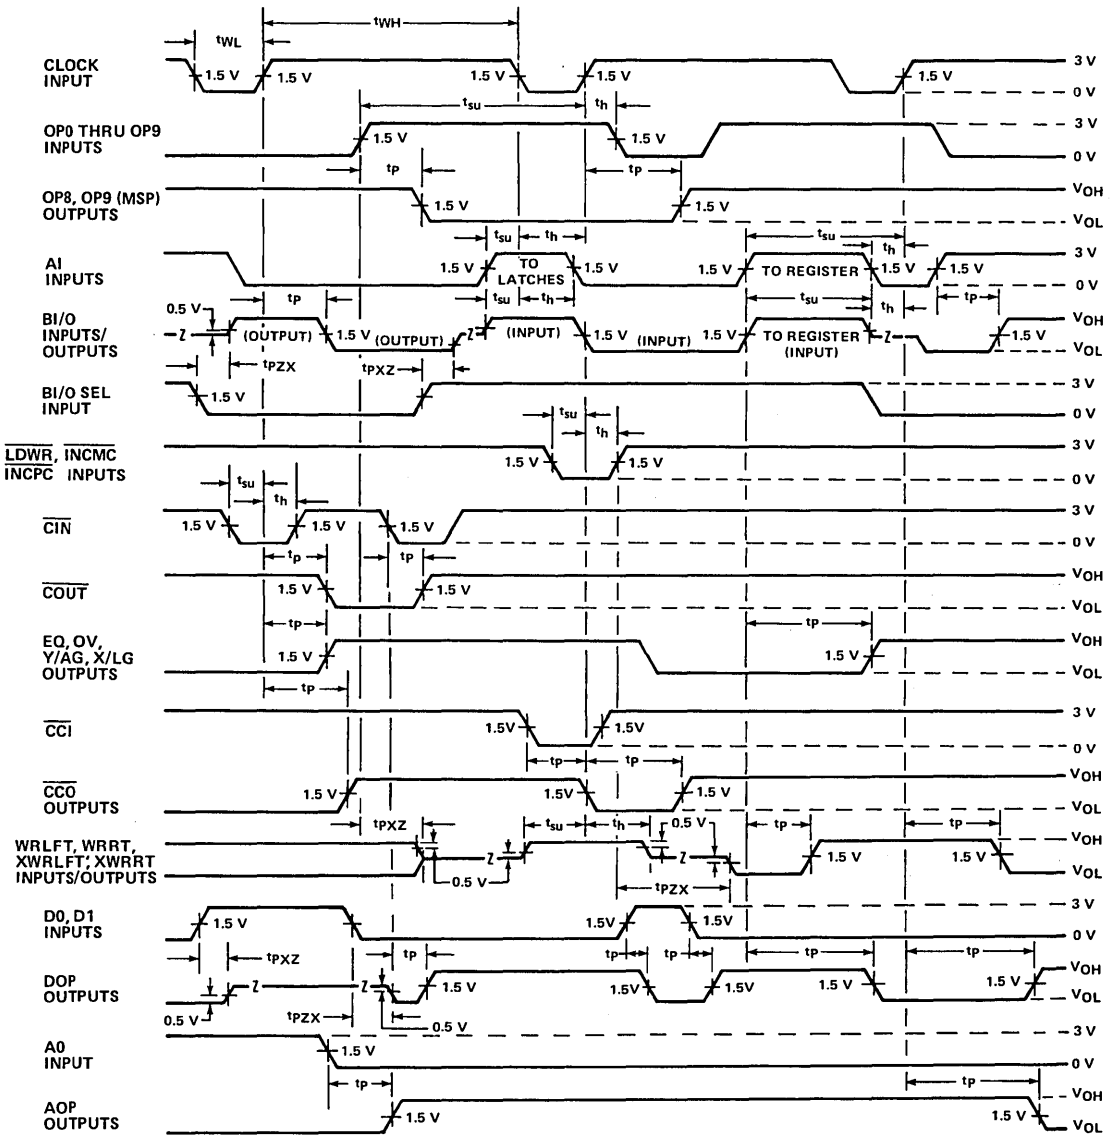 tWL
tWH
CLOCK
INPUT
1.5 V
1.5 V
1.5 V
1.5 V
1.5 V
3 V
0 V
tsu
th
OP0 THRU OP9
INPUTS
1.5 V
1.5 V
3 V
0 V
tP
tP
OP8, OP9 (MSP)
OUTPUTS
1.5 V
1.5 V
VOH
VOL
tsu
th
tsu
th
AI
INPUTS
1.5 V
TO
LATCHES
1.5 V
1.5 V
TO REGISTER
1.5 V
1.5 V
3 V
0 V
tP
tsu
th
tsu
th
tP
0.5 V
BI/O
INPUTS/
OUTPUTS
Z
(OUTPUT)
1.5 V
(OUTPUT)
Z
(INPUT)
1.5 V
(INPUT)
1.5 V
TO REGISTER
(INPUT)
Z
1.5 V
VOH
VOL
tPZX
tPXZ
BI/O SEL
INPUT
1.5 V
1.5 V
3 V
0 V
tsu
th
LDWR, INCMC
INCPC INPUTS
1.5 V
1.5 V
3 V
0 V
tsu
th
CIN
1.5 V
1.5 V
1.5 V
3 V
0 V
tP
tP
COUT
1.5 V
1.5 V
VOH
VOL
tP
tP
EQ, OV,
Y/AG, X/LG
OUTPUTS
1.5 V
1.5 V
VOH
VOL
tP
CCI
1.5V
1.5V
3 V
0 V
tP
tP
CCO
OUTPUTS
1.5 V
1.5V
1.5 V
VOH
VOL
tPXZ
tsu
th
0.5 V
tP
tP
WRLFT, WRRT,
XWRLFT, XWRRT
INPUTS/OUTPUTS
Z
0.5 V
Z
1.5 V
1.5 V
VOH
VOL
tPZX
D0, D1
INPUTS
1.5 V
1.5V
1.5V
3 V
0 V
tPXZ
tP
tP
tP
tP
tP
DOP
OUTPUTS
Z
Z
1.5 V
1.5V
1.5V
1.5 V
1.5 V
VOH
VOL
0.5 V
tPZX
0.5 V
A0
INPUT
1.5 V
3 V
0 V
tP
tP
AOP
OUTPUTS
1.5 V
1.5 V
VOH
VOL